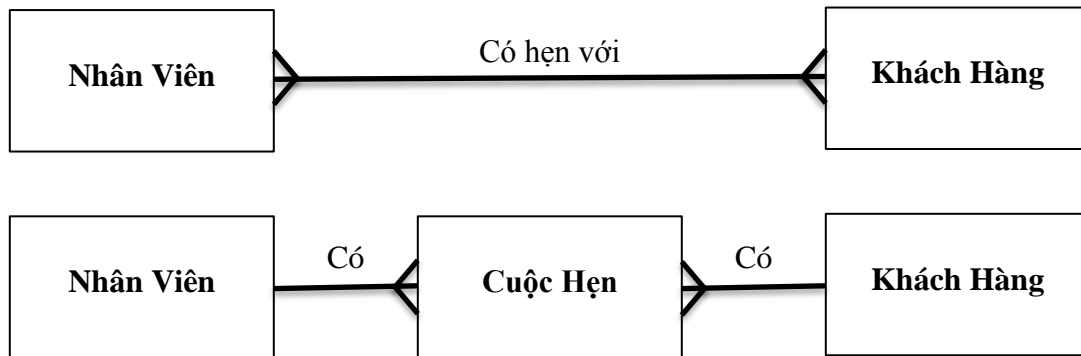 Có hẹn với
Nhân Viên
Khách Hàng
Có
Có
Nhân Viên
Cuộc Hẹn
Khách Hàng